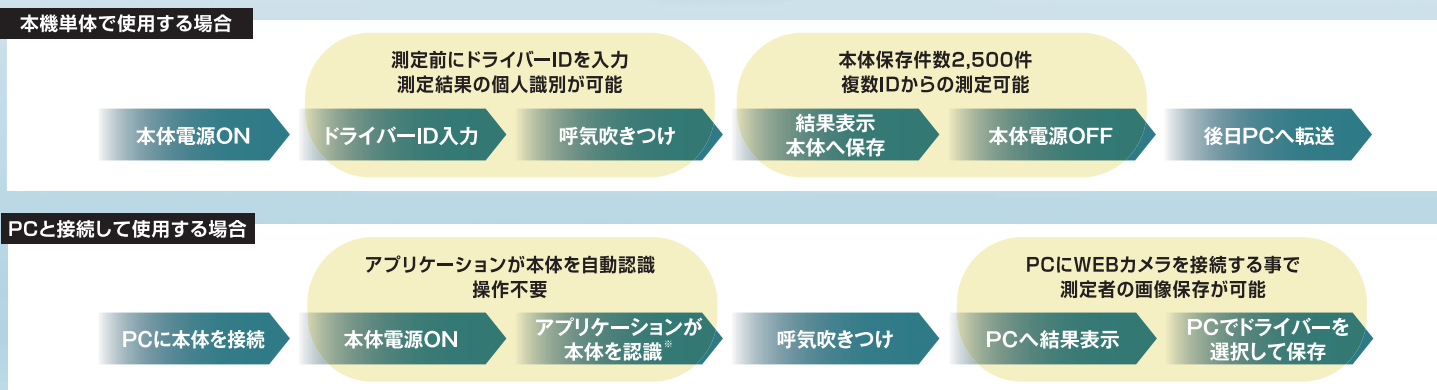 本機単体で使用する場合
測定前にドライバーIDを入力
測定結果の個人識別が可能
本体保存件数2,500件
複数IDからの測定可能
本体電源ON
ドライバーID入力
呼気吹きつけ
結果表示
本体へ保存
本体電源OFF
後日PCへ転送
PCと接続して使用する場合
アプリケーションが本体を自動認識
操作不要
PCにWEBカメラを接続する事で
測定者の画像保存が可能
PCに本体を接続
本体電源ON
アプリケーションが
本体を認識※
呼気吹きつけ
PCへ結果表示
PCでドライバーを
選択して保存